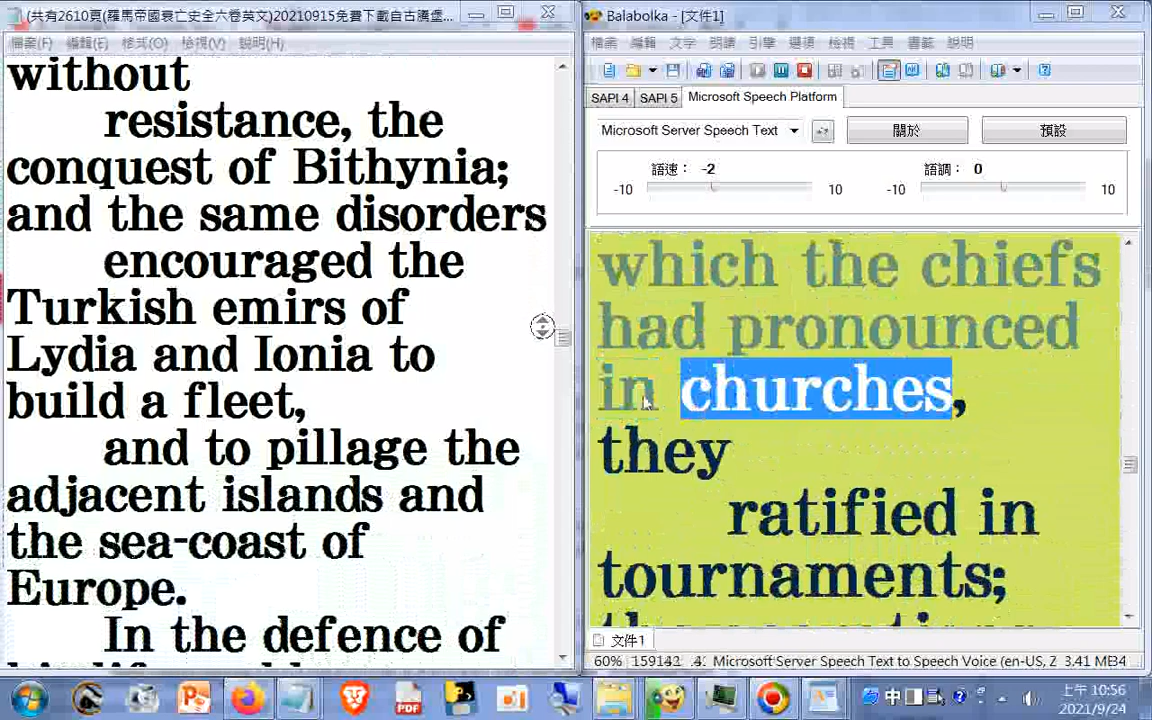 (共有2610頁(羅馬帝國衰亡史全六卷英文)20210915免費下載自古騰堡...
檔案(F) 編輯(E) 格式(O) 檢視(V) 說明(H)
without
resistance, the
conquest of Bithynia;
and the same disorders
encouraged the
Turkish emirs of
Lydia and Ionia to
build a fleet,
and to pillage the
adjacent islands and
the sea-coast of
Europe.
In the defence of
Balabolka - [文件1]
檔案 編輯 文字 朗讀 引擎 選項 檢視 工具 書籤 說明
SAPI 4 SAPI 5 Microsoft Speech Platform
Microsoft Server Speech Text 關於 預設
語速： -2 語調： 0
-10 10 -10 10
which the chiefs
had pronounced
in churches,
they
ratified in
tournaments;
文件1
60% 159142 Microsoft Server Speech Text to Speech Voice (en-US, Z 3.41 MB
PDF
中
上午 10:56
2021/9/24